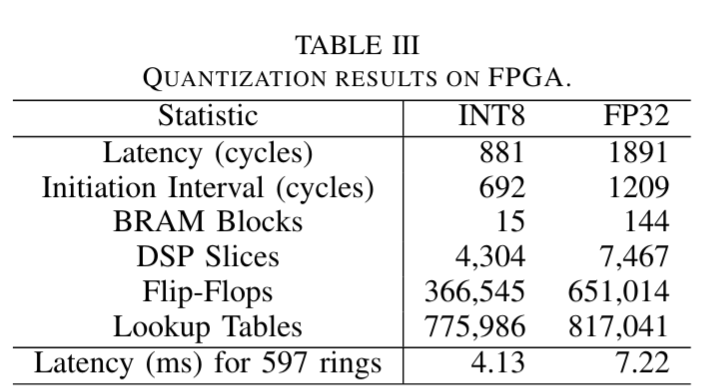 TABLE III
QUANTIZATION RESULTS ON FPGA.
Statistic INT8 FP32
Latency (cycles) 881 1891
Initiation Interval (cycles) 692 1209
BRAM Blocks 15 144
DSP Slices 4,304 7,467
Flip-Flops 366,545 651,014
Lookup Tables 775,986 817,041
Latency (ms) for 597 rings 4.13 7.22